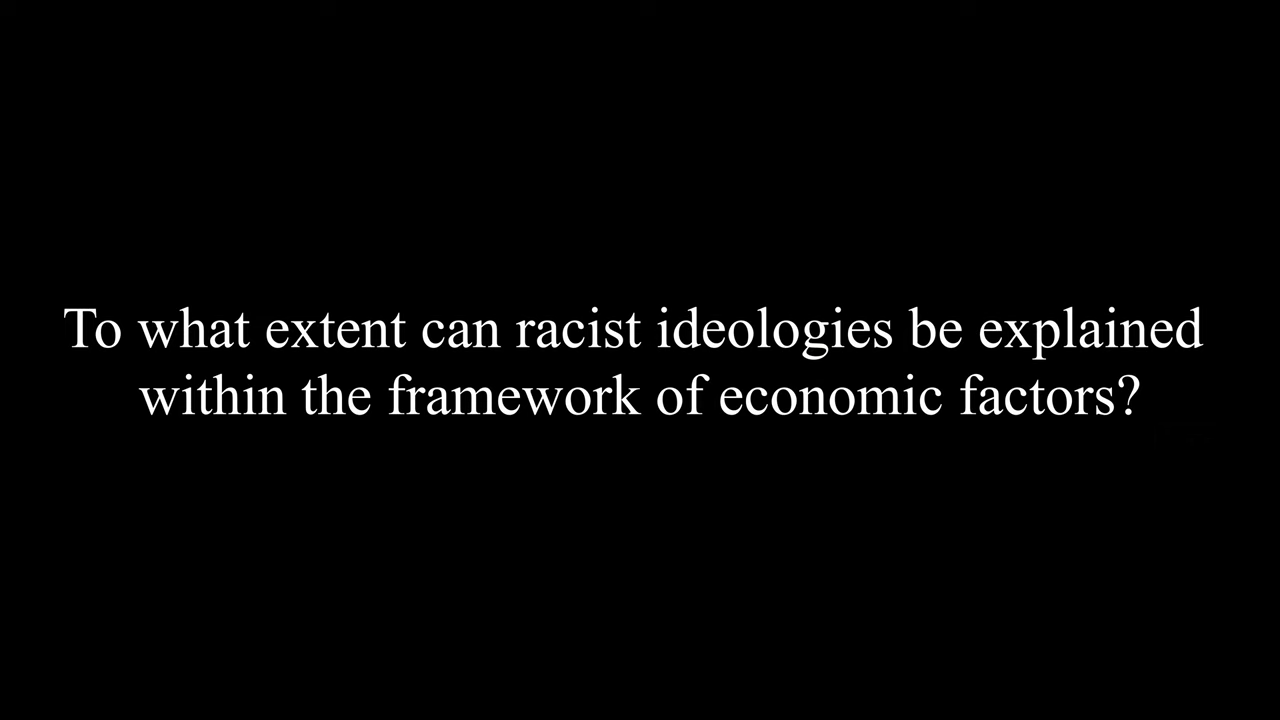 To what extent can racist ideologies be explained
within the framework of economic factors?